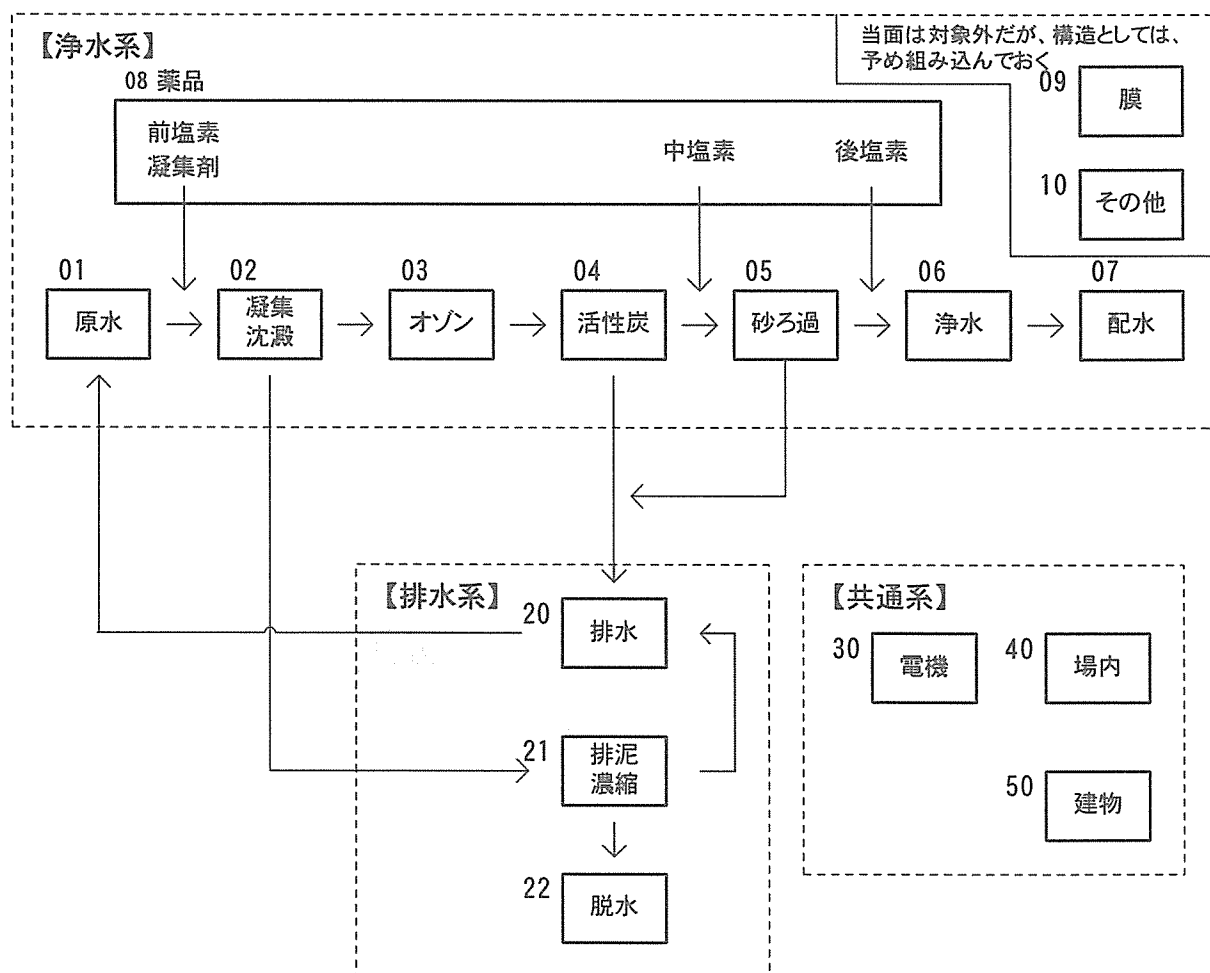 【浄水系】
当面は対象外だが、構造としては、
予め組み込んでおく
08 薬品
前塩素
凝集剤
中塩素
後塩素
09
膜
10
その他
01
原水
02
凝集
沈澱
03
オゾン
04
活性炭
05
砂ろ過
06
浄水
07
配水
【排水系】
20
排水
21
排泥
濃縮
22
脱水
【共通系】
30
電機
40
場内
50
建物